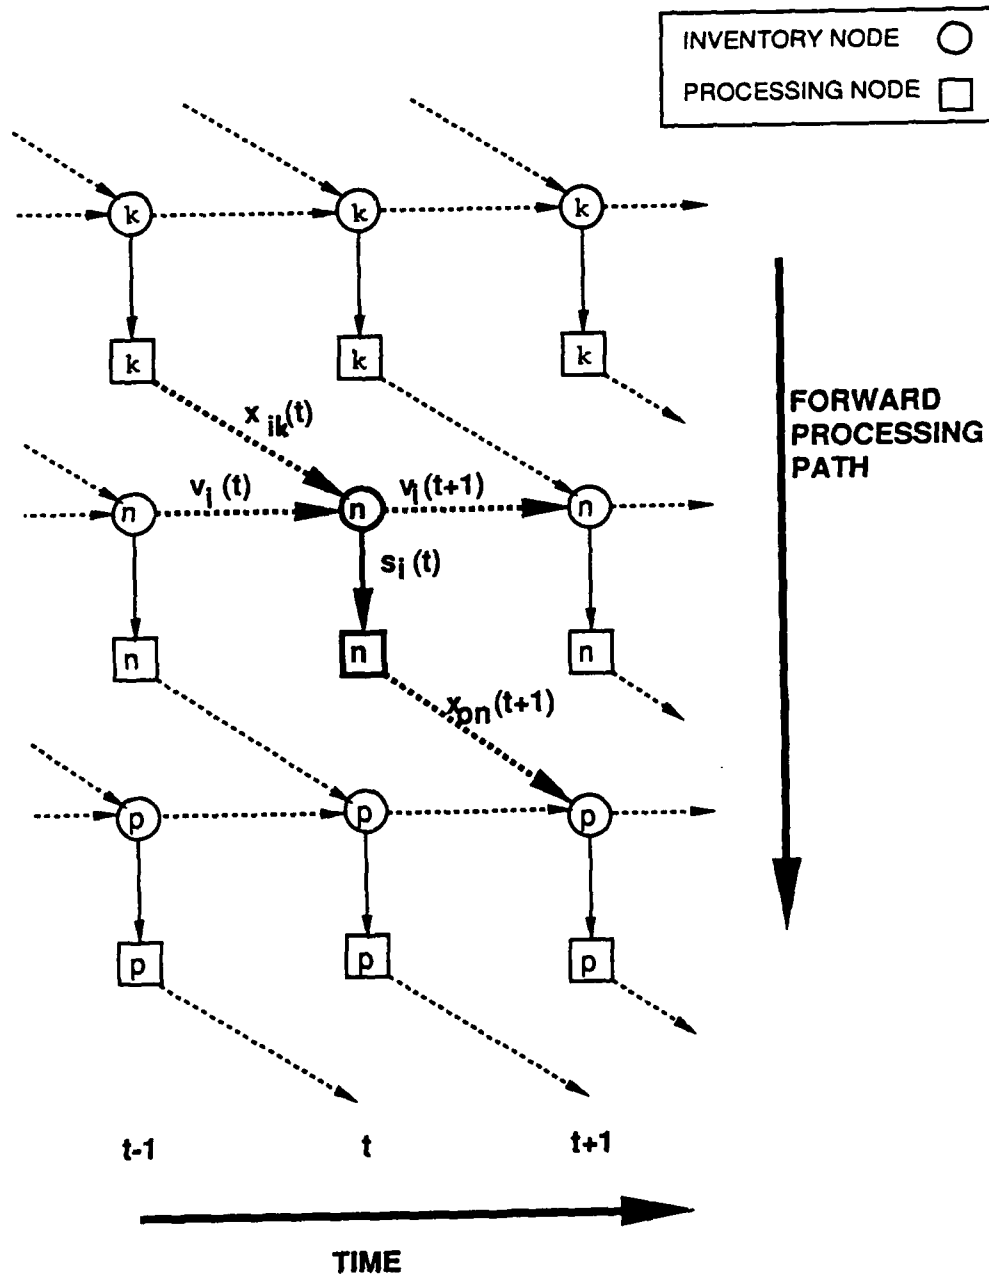 INVENTORY NODE
PROCESSING NODE
k k k
k k k
FORWARD
PROCESSING
PATH
x ik(t)
v i (t) v i (t+1)
n n n
s i (t)
n n n
x pn (t+1)
p p p
p p p
t-1 t t+1
TIME